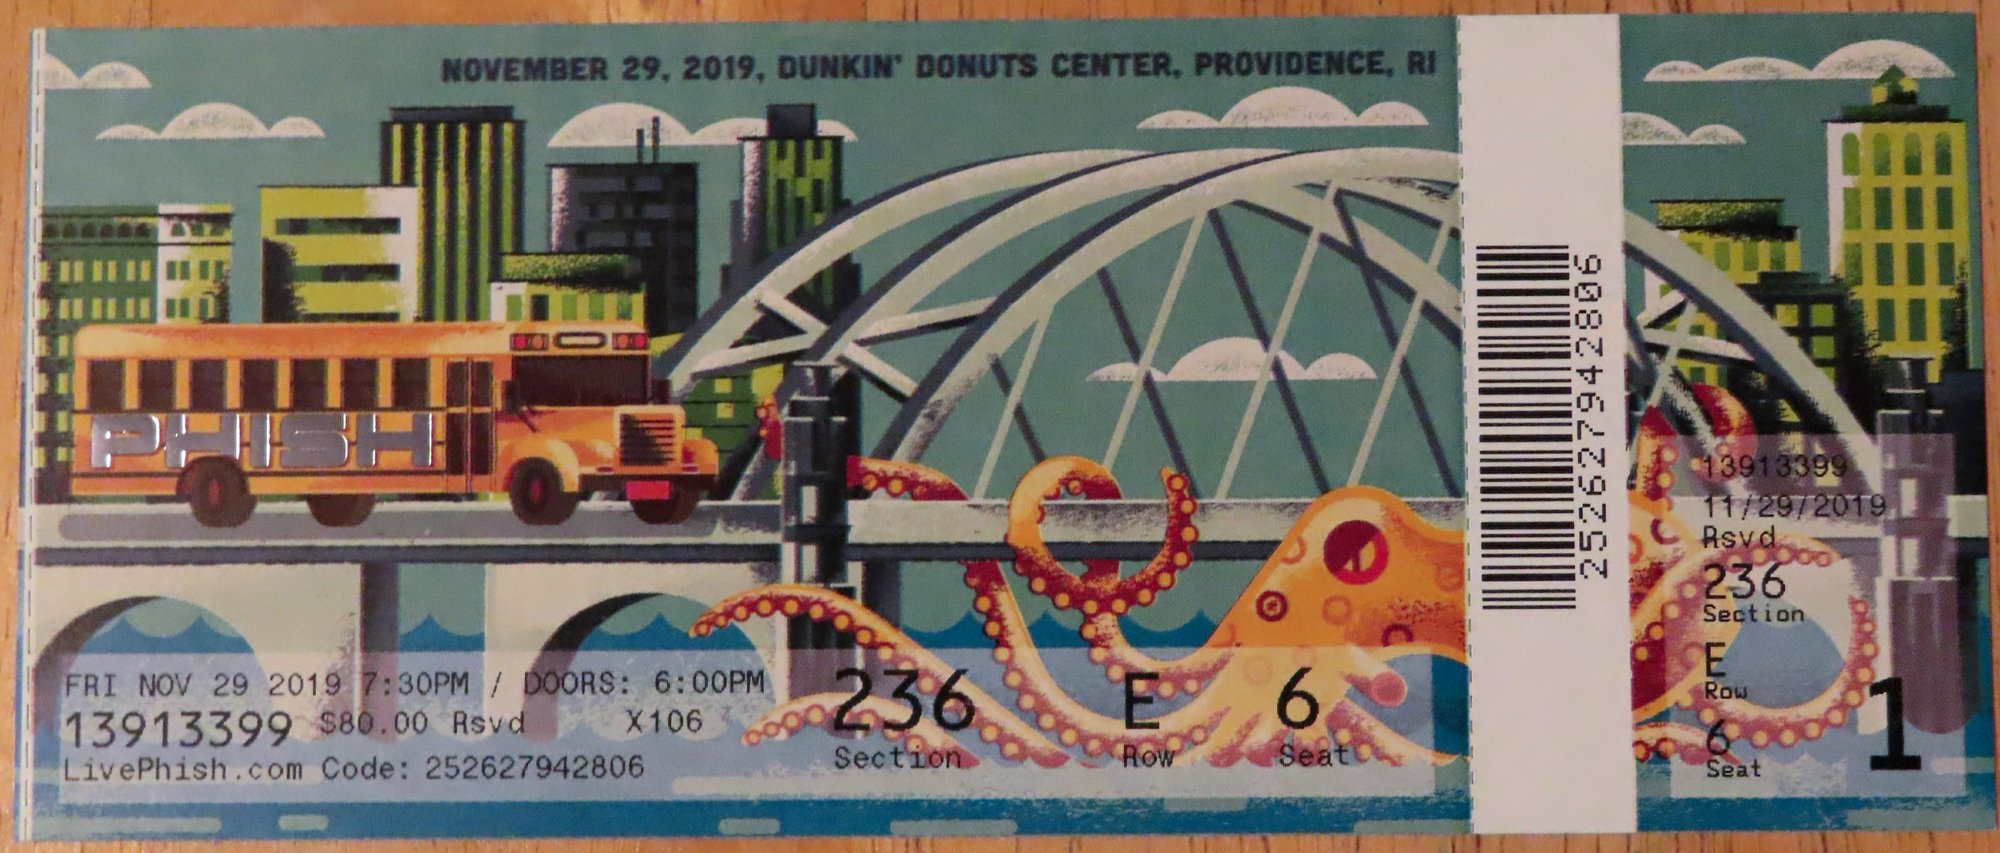 NOVEMBER 29, 2019, DUNKIN' DONUTS CENTER, PROVIDENCE, RI
PHISH
FRI NOV 29 2019 7:30PM / DOORS: 6:00PM
13913399 $80.00 Rsvd X106
LivePhish.com Code: 252627942806
236 E 6
Section Row Seat
252627942806
13913399
11/29/2019
Rsvd
236
Section
E
Row
6
Seat
1